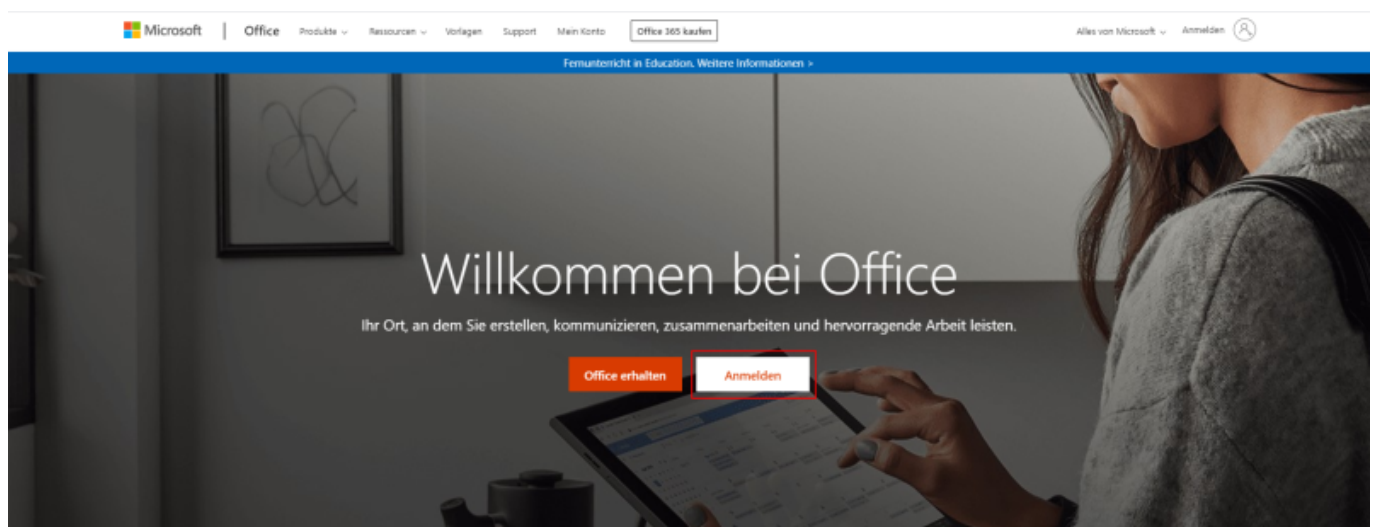 Microsoft | Office Produkte Ressourcen Vorlagen Support Mein Konto Office 365 kaufen Alles von Microsoft Anmelden
Fernunterricht in Education. Weitere Informationen >
Willkommen bei Office
Ihr Ort, an dem Sie erstellen, kommunizieren, zusammenarbeiten und hervorragende Arbeit leisten.
Office erhalten Anmelden